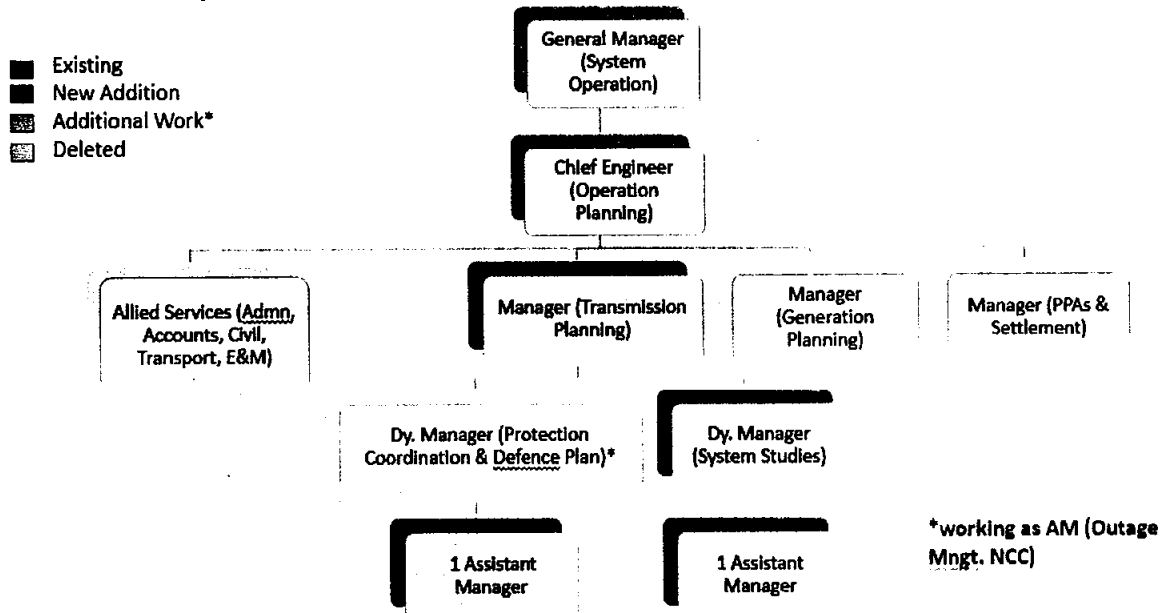 General Manager
(System
Operation)
Existing
New Addition
Additional Work*
Deleted
Chief Engineer
(Operation
Planning)
Allied Services (Admn,
Accounts, Civil,
Transport, E&M)
Manager (Transmission
Planning)
Manager
(Generation
Planning)
Manager (PPAs &
Settlement)
Dy. Manager (Protection
Coordination & Defence Plan)*
Dy. Manager
(System Studies)
1 Assistant
Manager
1 Assistant
Manager
*working as AM (Outage
Mngt. NCC)